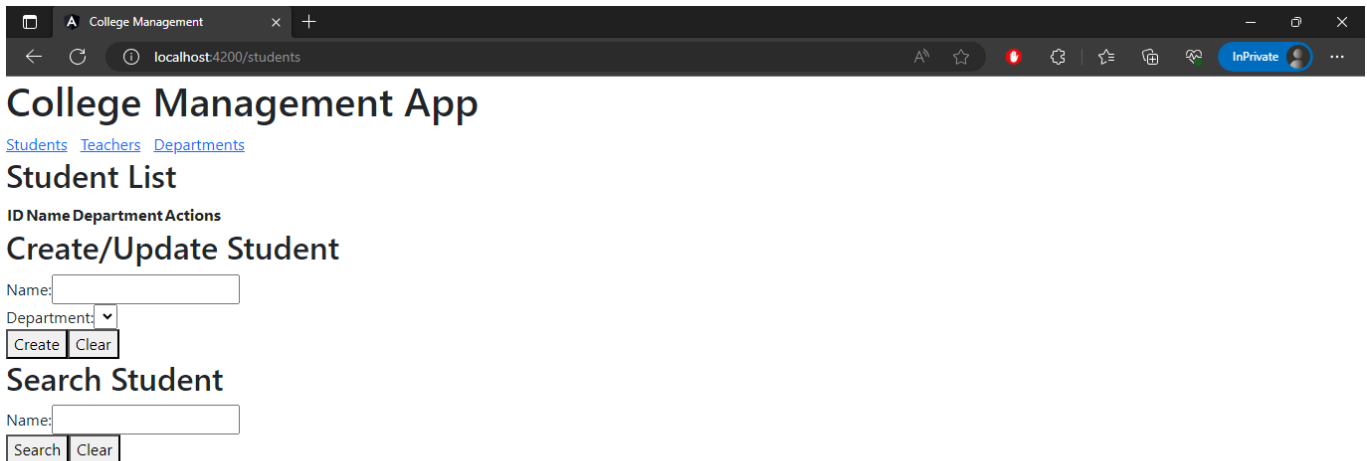 College Management
localhost:4200/students
InPrivate
College Management App
Students Teachers Departments
Student List
ID Name Department Actions
Create/Update Student
Name:
Department:
Create Clear
Search Student
Name:
Search Clear